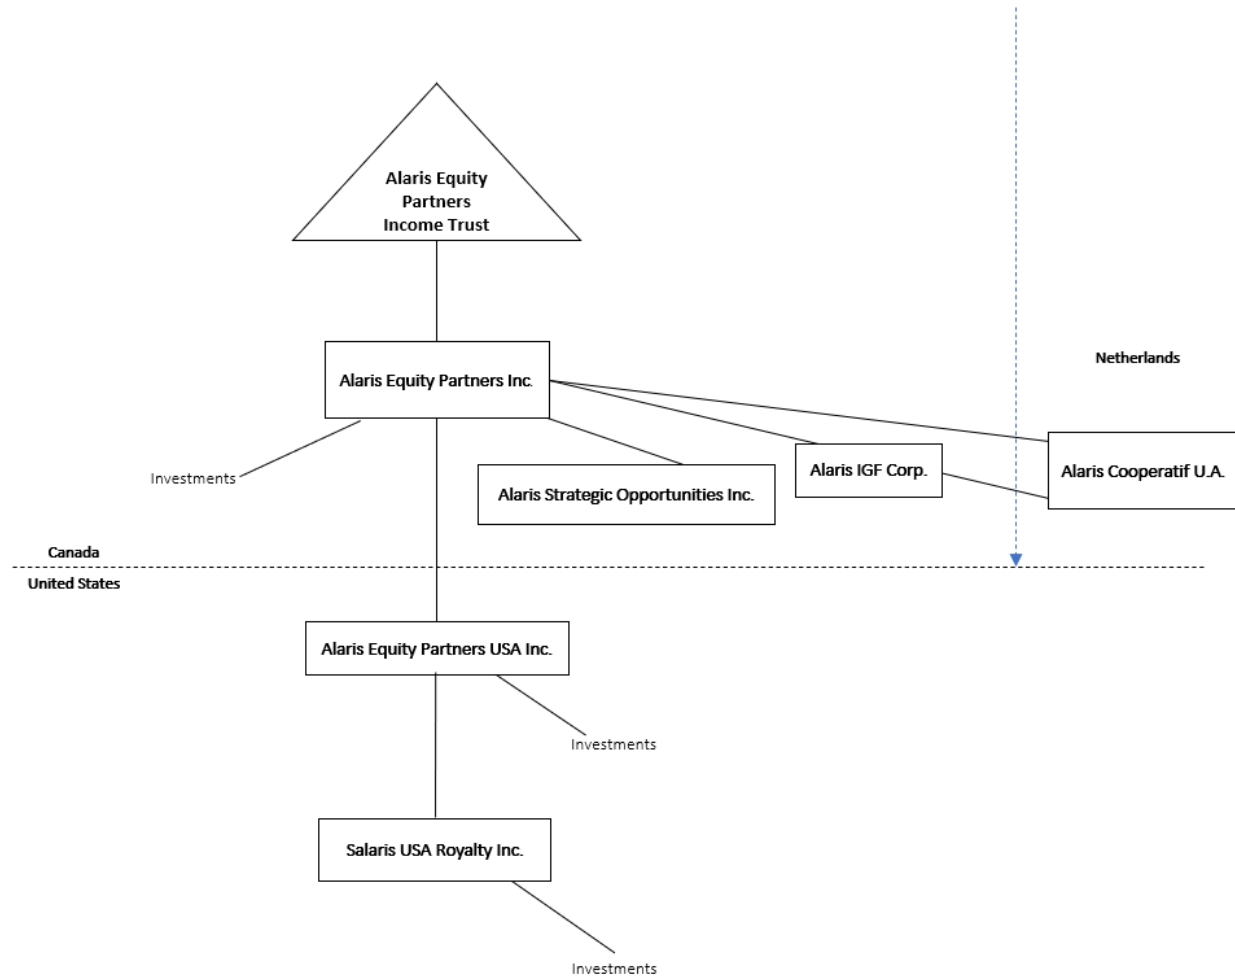 Alaris Equity
Partners
Income Trust
Alaris Equity Partners Inc.
Netherlands
Investments
Alaris Strategic Opportunities Inc.
Alaris IGF Corp.
Alaris Cooperatif U.A.
Canada
United States
Alaris Equity Partners USA Inc.
Investments
Salaris USA Royalty Inc.
Investments